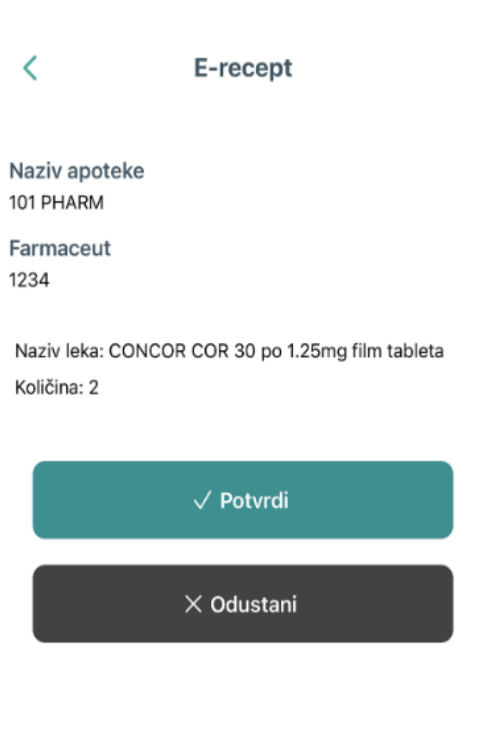 E-recept
Naziv apoteke
101 PHARM
Farmaceut
1234
Naziv leka: CONCOR COR 30 po 1.25mg film tableta
Količina: 2
Potvrdi
Odustani